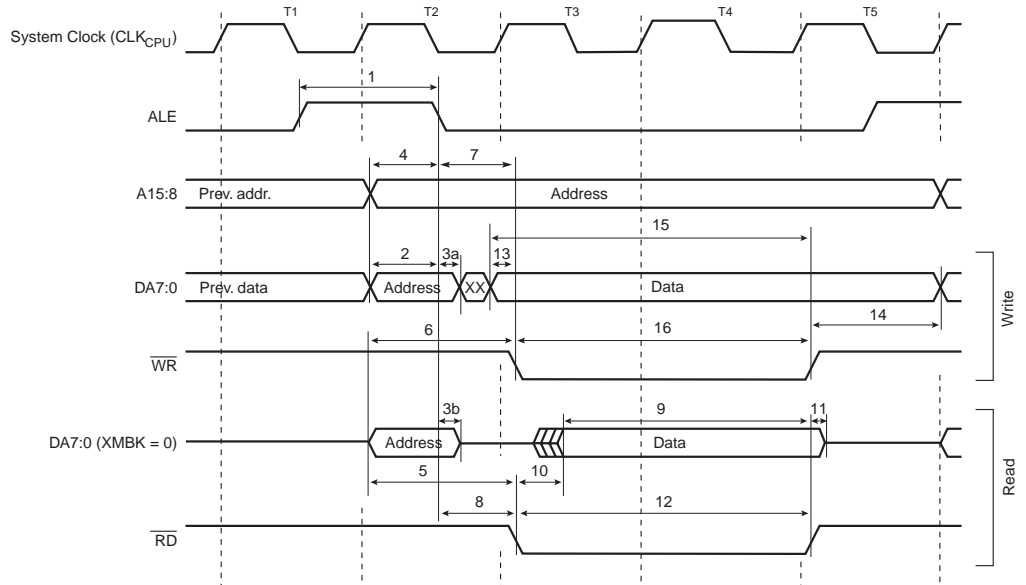 T1 T2 T3 T4 T5
System Clock (CLKCPU)
1
ALE
4 7
A15:8 Prev. addr. Address
15
2 3a 13
DA7:0 Prev. data Address XX Data
14
6 16
WR
Write
3b 9 11
DA7:0 (XMBK = 0) Address Data
5 10
8 12
RD
Read